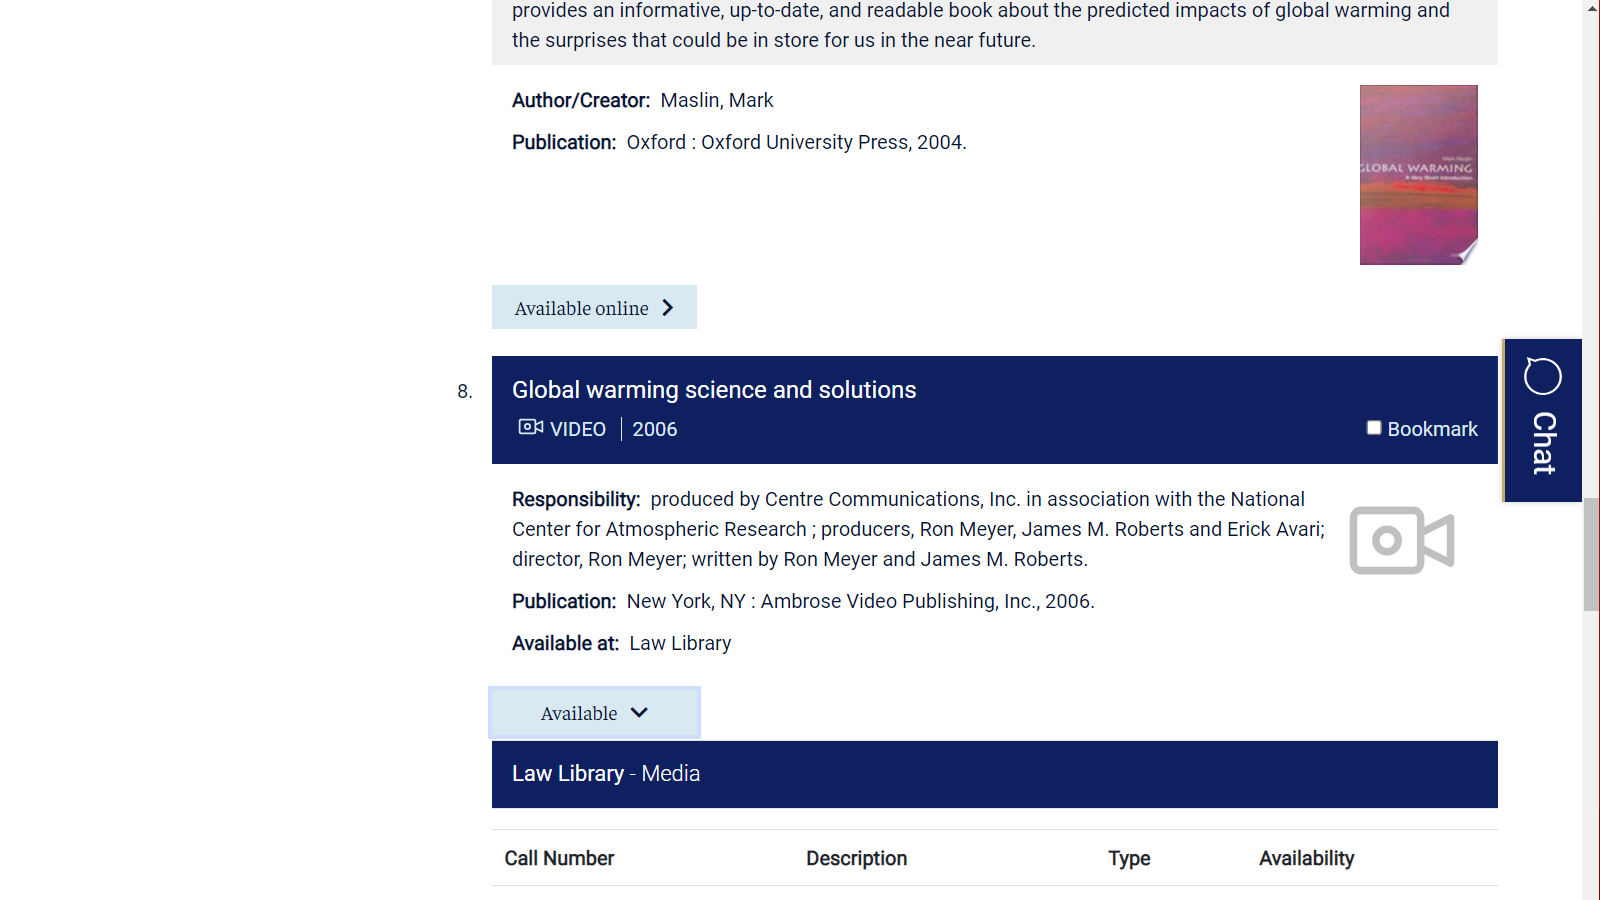 provides an informative, up-to-date, and readable book about the predicted impacts of global warming and
the surprises that could be in store for us in the near future.
Author/Creator: Maslin, Mark
Publication: Oxford : Oxford University Press, 2004.
Mark Maslin
GLOBAL WARMING
A Very Short Introduction
Available online
8.
Global warming science and solutions
VIDEO 2006
Bookmark
Chat
Responsibility: produced by Centre Communications, Inc. in association with the National
Center for Atmospheric Research ; producers, Ron Meyer, James M. Roberts and Erick Avari;
director, Ron Meyer; written by Ron Meyer and James M. Roberts.
Publication: New York, NY : Ambrose Video Publishing, Inc., 2006.
Available at: Law Library
Available
Law Library - Media
Call Number Description Type Availability